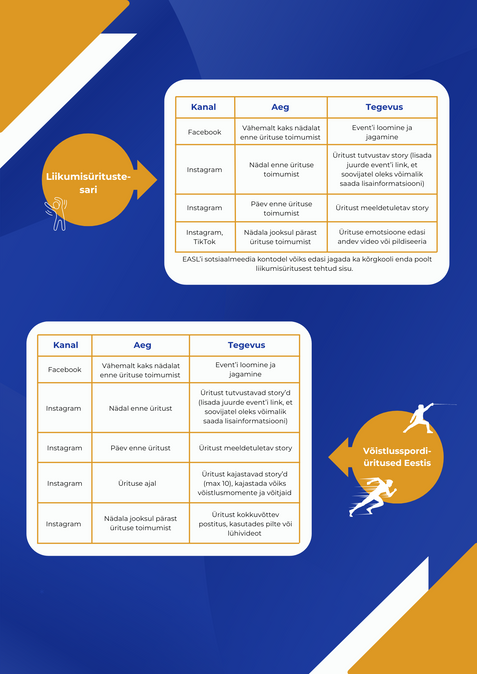 Kanal Aeg Tegevus
Facebook
Vähemalt kaks nädalat
enne ürituse toimumist
Event'i loomine ja
jagamine
Instagram
Nädal enne ürituse
toimumist
Üritust tutvustav story (lisada
juurde event'i link, et
soovijatel oleks võimalik
saada lisainformatsiooni)
Instagram
Päev enne ürituse
toimumist
Üritust meeldetuletav story
Instagram,
TikTok
Nädala jooksul pärast
ürituse toimumist
Ürituse emotsioone edasi
andev video või pildiseeria
EASL'i sotsiaalmeedia kontodel võiks edasi jagada ka kõrgkooli enda poolt
liikumisüritusest tehtud sisu.
Liikumisürituste-
sari
Kanal Aeg Tegevus
Facebook
Vähemalt kaks nädalat
enne ürituse toimumist
Event'i loomine ja
jagamine
Instagram
Nädal enne üritust
Üritust tutvustavad story'd
(lisada juurde event'i link, et
soovijatel oleks võimalik
saada lisainformatsiooni)
Instagram
Päev enne üritust
Üritust meeldetuletav story
Instagram
Ürituse ajal
Üritust kajastavad story'd
(max 10), kajastada võiks
võistlusmomente ja võitjaid
Instagram
Nädala jooksul pärast
ürituse toimumist
Üritust kokkuvõttev
postitus, kasutades pilte või
lühivideot
Võistlusspordi-
üritused Eestis